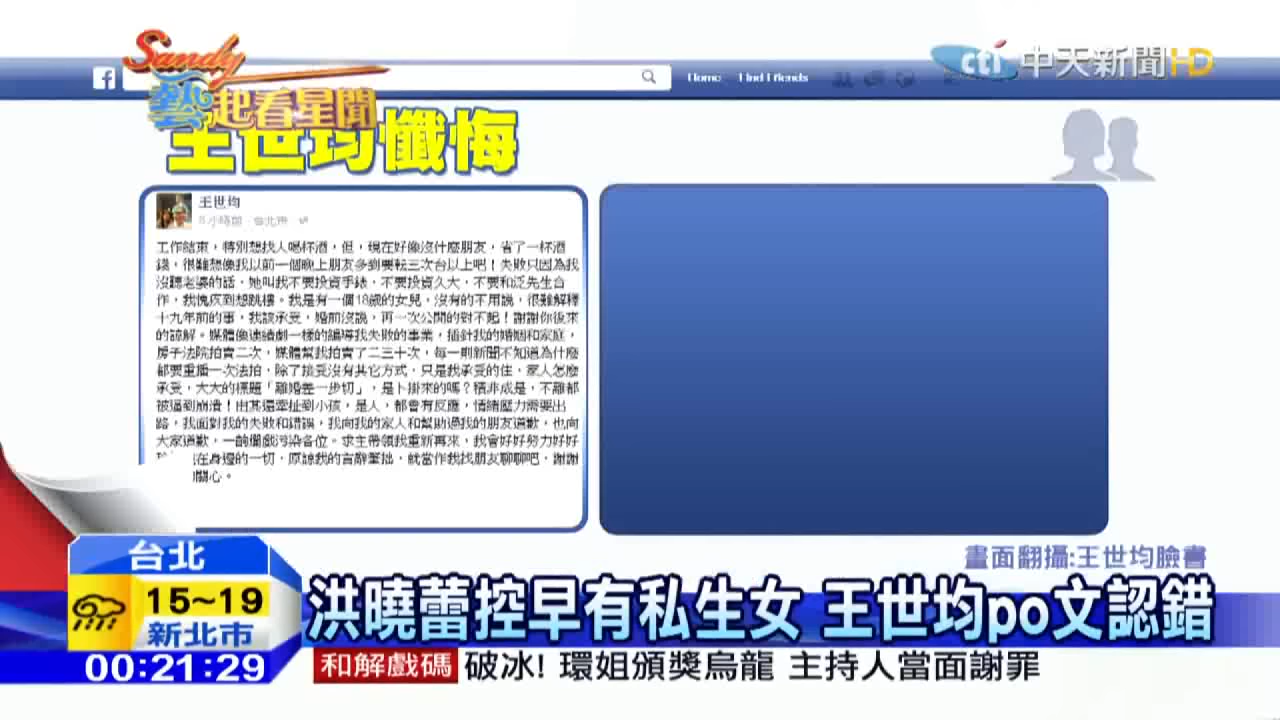 Sandy
藝起看星聞
cti 中天新聞HD
Home Find Friends
王世均懺悔
王世均
8小時前 · 台北市
工作結束，特別想找人喝杯酒，但，現在好像沒什麼朋友，省了一杯酒
錢，很難想像我以前一個晚上朋友多到要転三次台以上吧！失敗只因為我
沒聽老婆的話，她叫我不要投資手錶，不要投資久大，不要和泛先生合
作，我愧疚到想跳樓。我是有一個18歲的女兒，沒有的不用說，很難解釋
十九年前的事，我該承受，婚前沒說，再一次公開的對不起！謝謝你後來
的諒解。媒體像連續劇一樣的編導我失敗的事業，插針我的婚姻和家庭，
房子法院拍賣二次，媒體幫我拍賣了二三十次，每一則新聞不知道為什麼
都要重播一次法拍，除了接受沒有其它方式，只是我承受的住，家人怎麼
承受，大大的標題「離婚差一步切」，是卜掛來的嗎？積非成是，不離都
被逼到崩潰！由其還牽扯到小孩，是人，都會有反應，情緒壓力需要出
路，我面對我的失敗和錯誤，我向我的家人和幫助過我的朋友道歉，也向
大家道歉，一齣爛戲污染各位。求主帶領我重新再來，我會好好努力好好
在身邊的一切，原諒我的言辭筆拙，就當作我找朋友聊聊吧，謝謝
關心。
畫面翻攝:王世均臉書
台北
15~19
新北市
00:21:29
洪曉蕾控早有私生女 王世均po文認錯
和解戲碼 破冰! 環姐頒獎烏龍 主持人當面謝罪